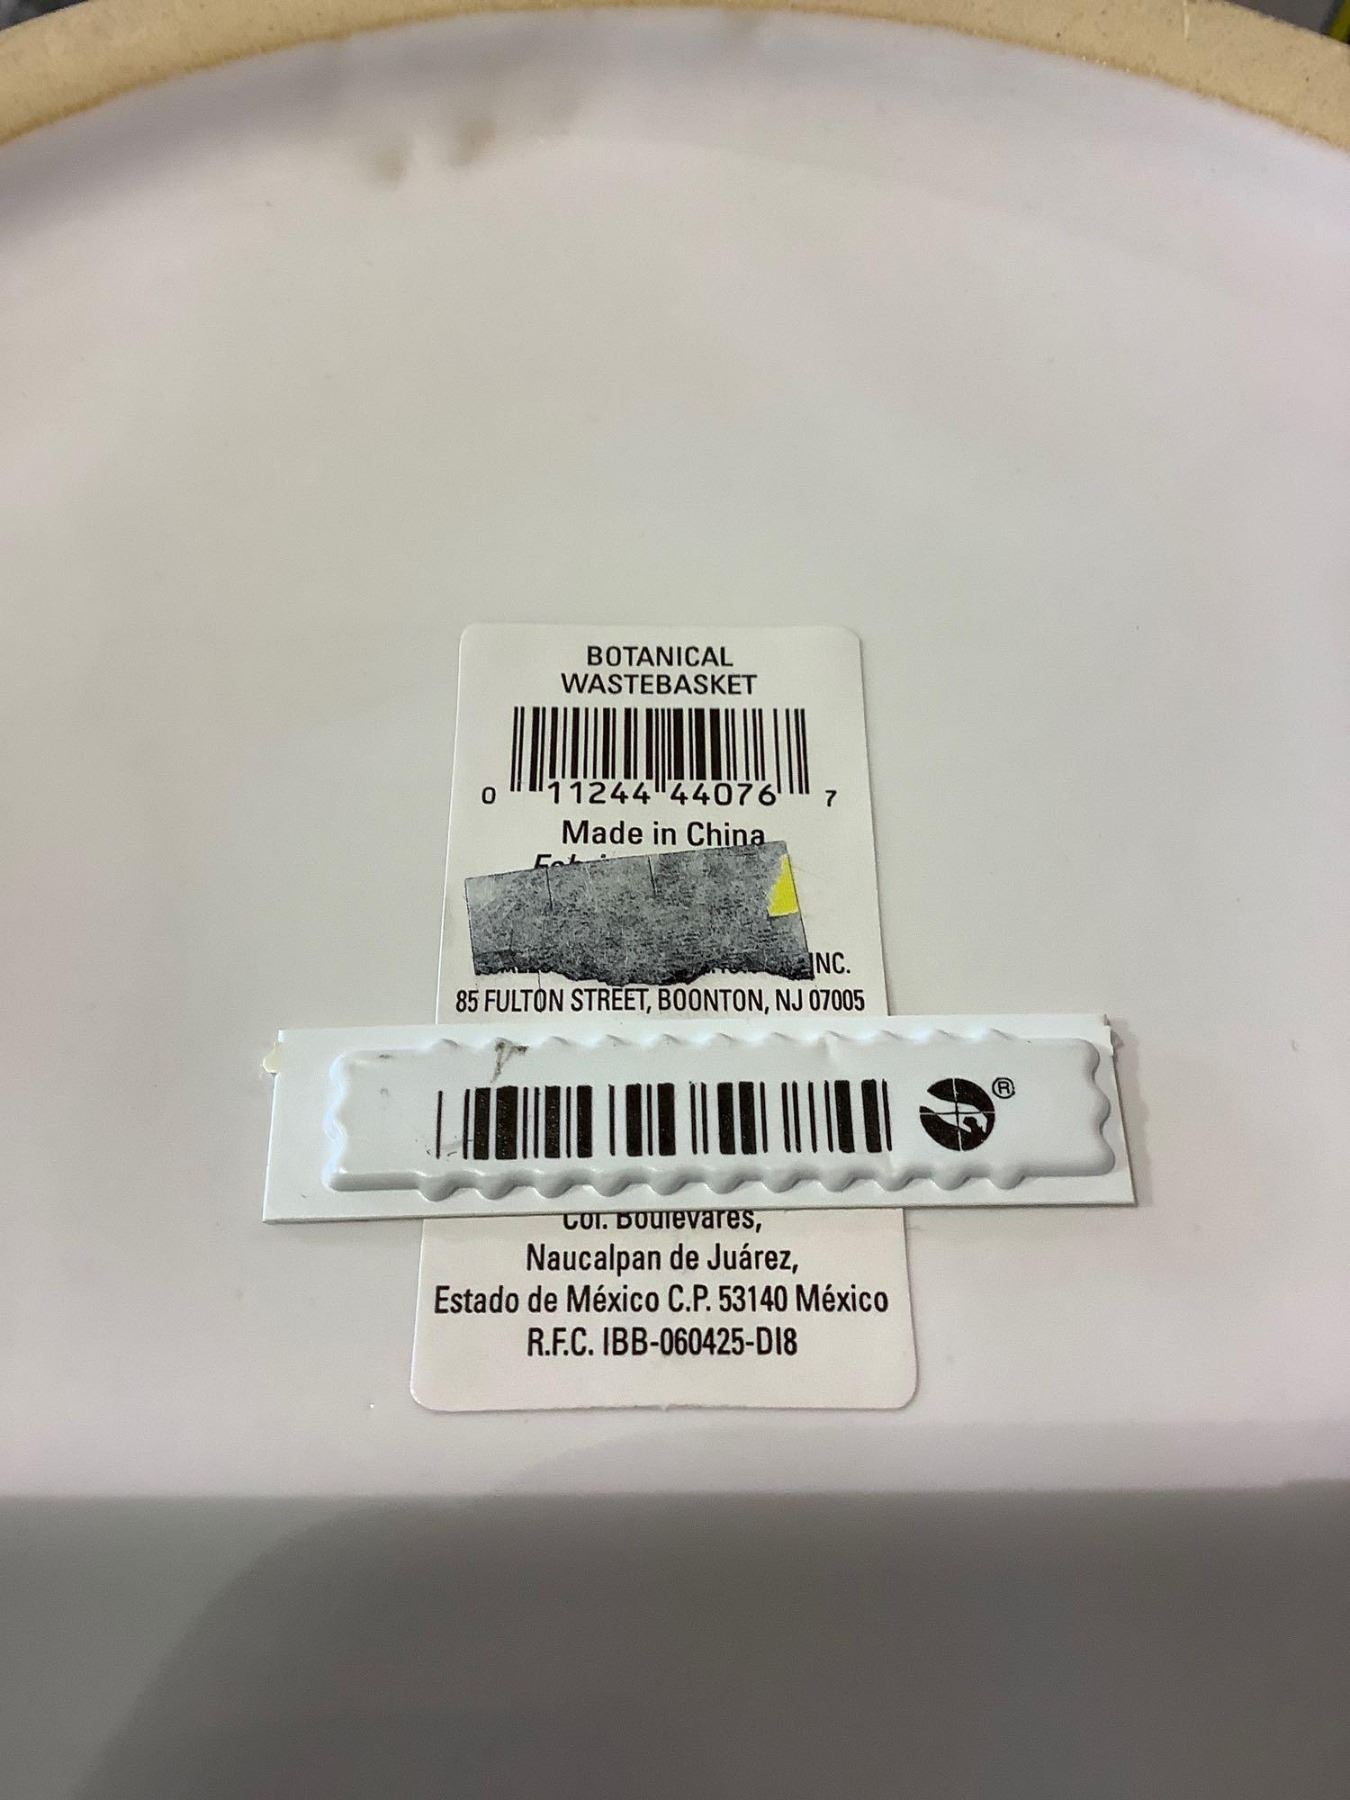 BOTANICAL
WASTEBASKET
0 11244 44076 7
Made in China
INC.
85 FULTON STREET, BOONTON, NJ 07005
®
Col. Boulevares,
Naucalpan de Juárez,
Estado de México C.P. 53140 México
R.F.C. IBB-060425-DI8